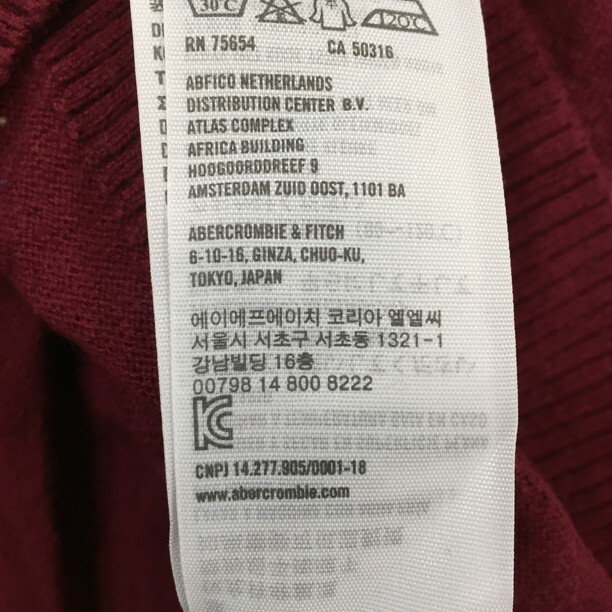 30°C 120°C
RN 75654 CA 50316
ABFICO NETHERLANDS
DISTRIBUTION CENTER B.V.
ATLAS COMPLEX
AFRICA BUILDING
HOOGOORDDREEF 9
AMSTERDAM ZUID OOST, 1101 BA
ABERCROMBIE & FITCH
6-10-16, GINZA, CHUO-KU,
TOKYO, JAPAN
에이에프에이치 코리아 엘엘씨
서울시 서초구 서초동 1321-1
강남빌딩 16층
00798 14 800 8222
KC
CNPJ 14.277.905/0001-18
www.abercrombie.com